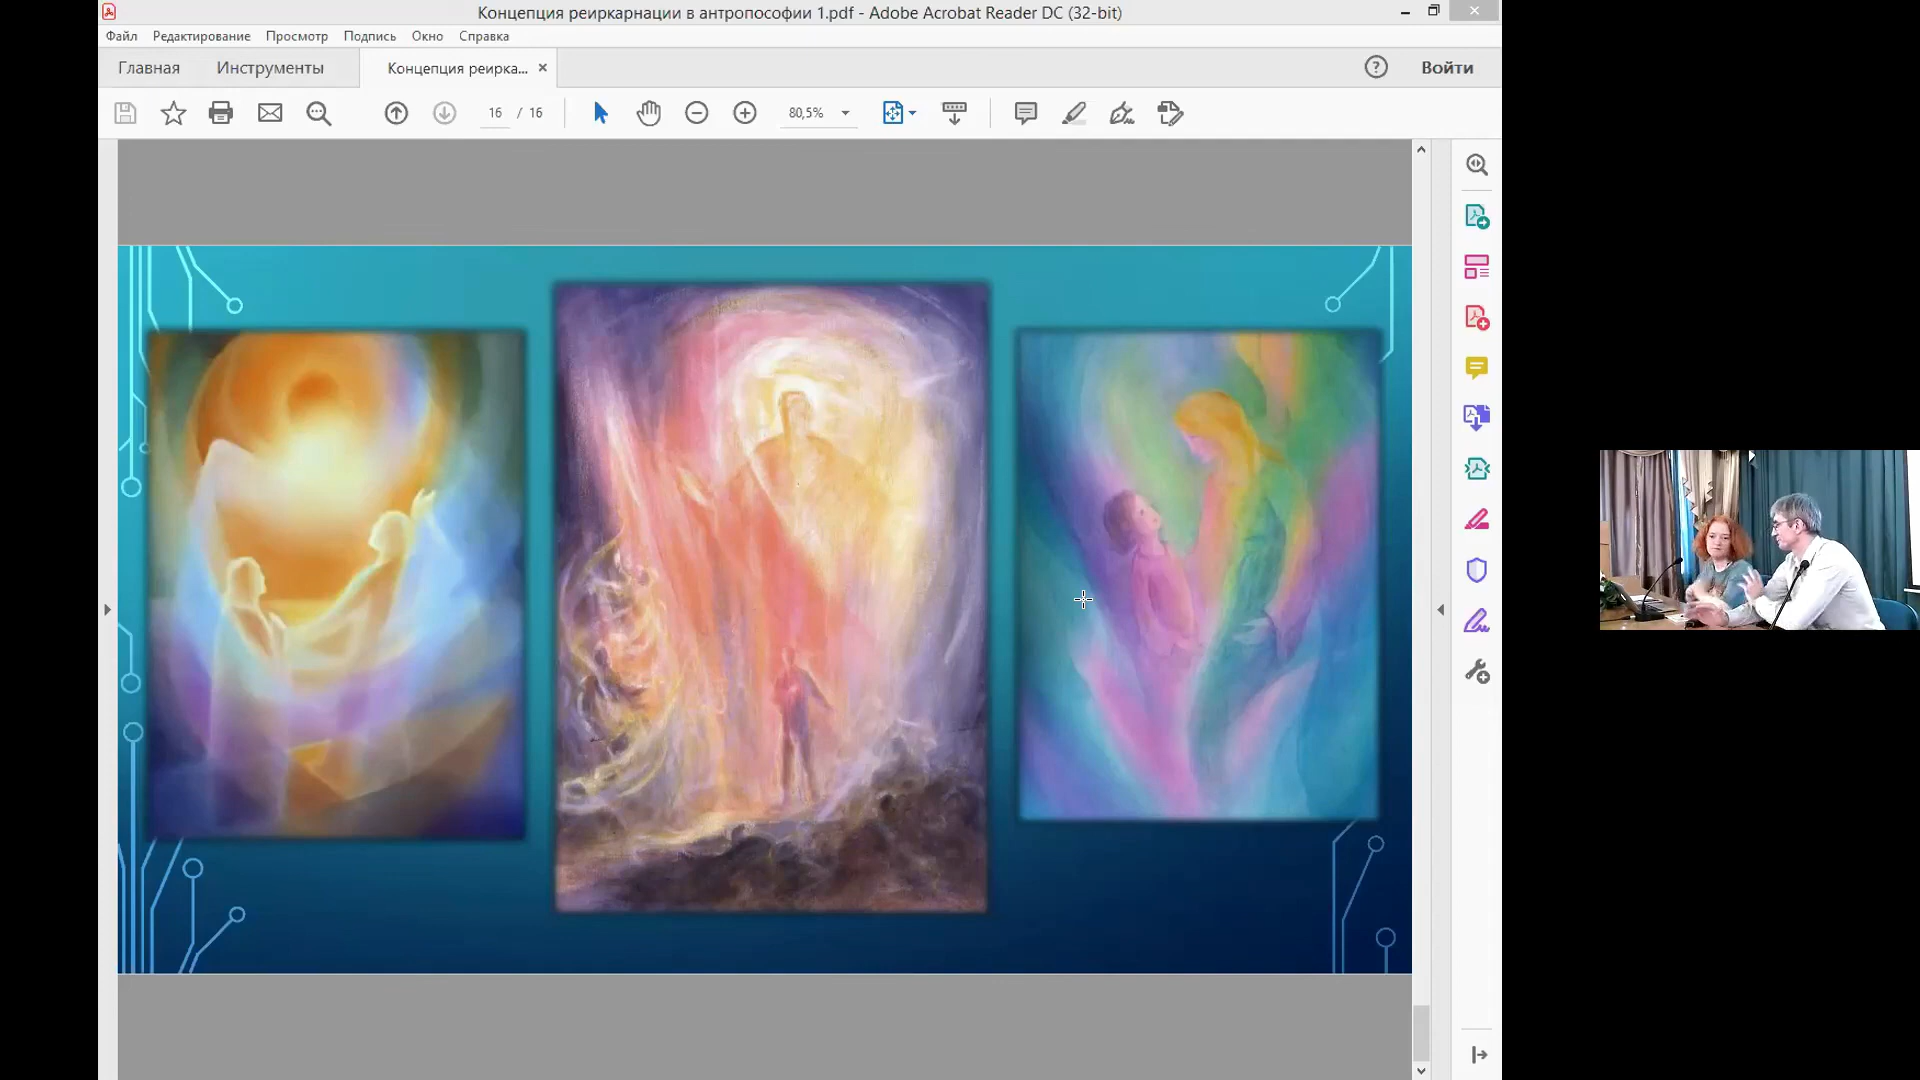 Концепция реиркарнации в антропософии 1.pdf - Adobe Acrobat Reader DC (32-bit)
Файл Редактирование Просмотр Подпись Окно Справка
Главная Инструменты Концепция реирка... Войти
16 / 16 80,5%